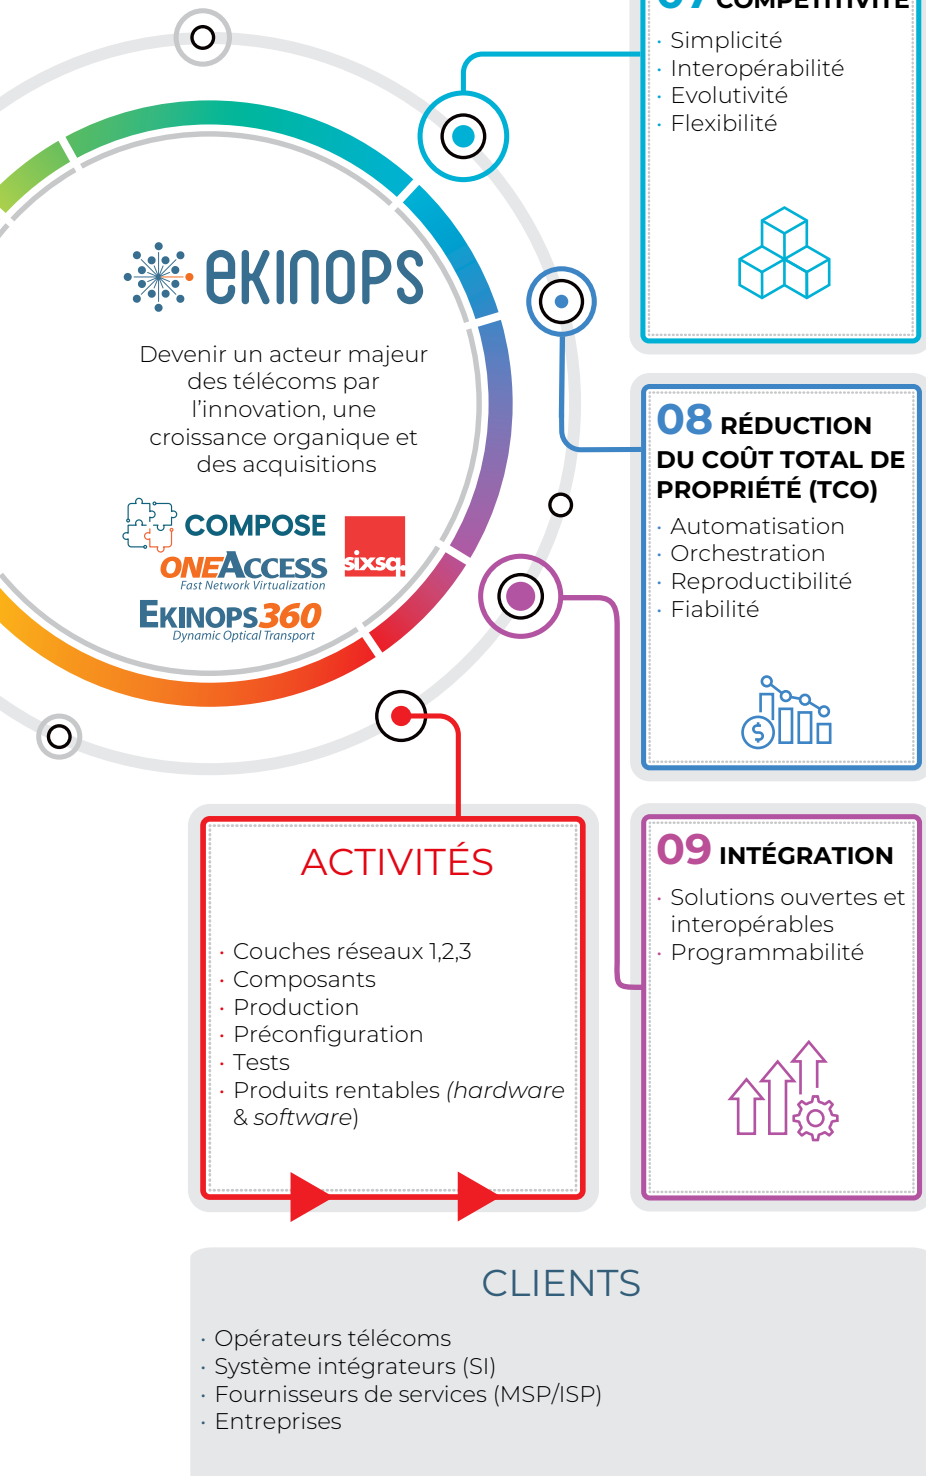 07 COMPÉTITIVITÉ
· Simplicité
· Interopérabilité
· Evolutivité
· Flexibilité
ekinops
Devenir un acteur majeur
des télécoms par
l'innovation, une
croissance organique et
des acquisitions
COMPOSE
ONEACCESS
Fast Network Virtualization
sixsq.
EKINOPS360
Dynamic Optical Transport
08 RÉDUCTION
DU COÛT TOTAL DE
PROPRIÉTÉ (TCO)
· Automatisation
· Orchestration
· Reproductibilité
· Fiabilité
$
ACTIVITÉS
· Couches réseaux 1,2,3
· Composants
· Production
· Préconfiguration
· Tests
· Produits rentables (hardware
& software)
09 INTÉGRATION
· Solutions ouvertes et
interopérables
· Programmabilité
CLIENTS
· Opérateurs télécoms
· Système intégrateurs (SI)
· Fournisseurs de services (MSP/ISP)
· Entreprises